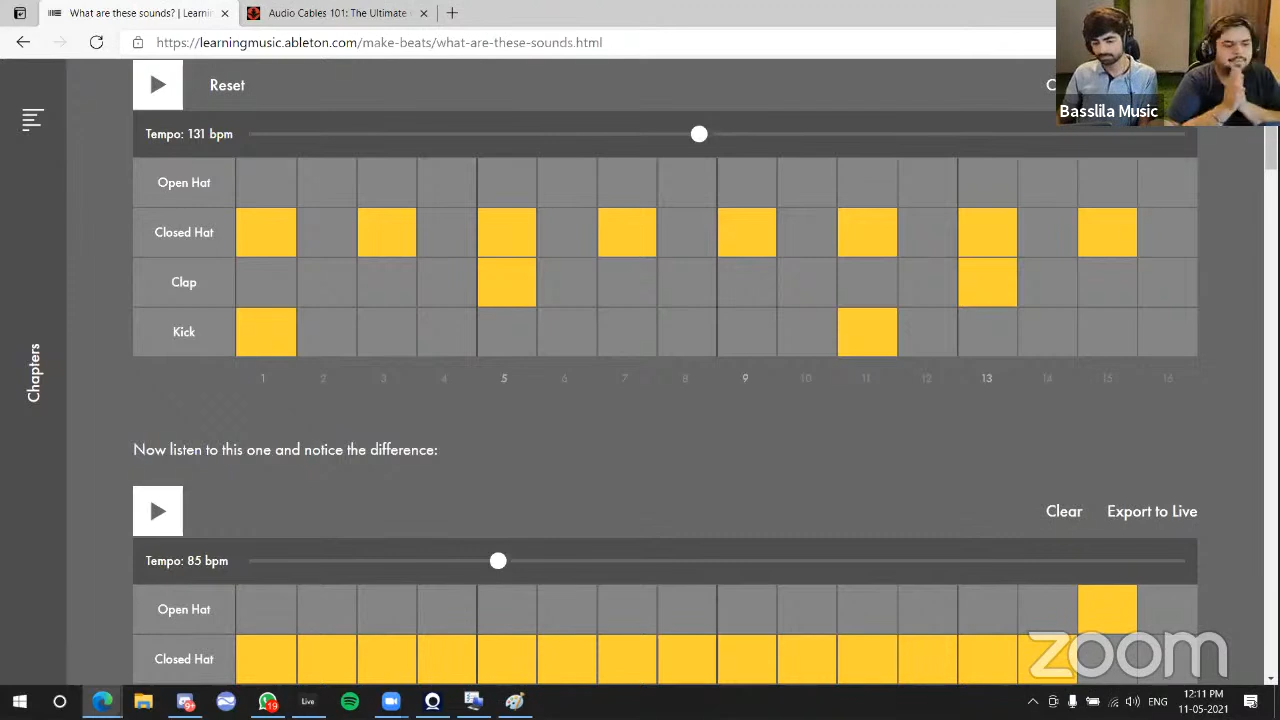 What are these sounds? | Learni
Audio Cables 101: The Ultimate
https://learningmusic.ableton.com/make-beats/what-are-these-sounds.html
Basslila Music
Reset
Tempo: 131 bpm
Open Hat
Closed Hat
Clap
Kick
1 2 3 4 5 6 7 8 9 10 11 12 13 14 15 16
Chapters
Now listen to this one and notice the difference:
Clear Export to Live
Tempo: 85 bpm
Open Hat
Closed Hat
zoom
Live
19
ENG
12:11 PM
11-05-2021